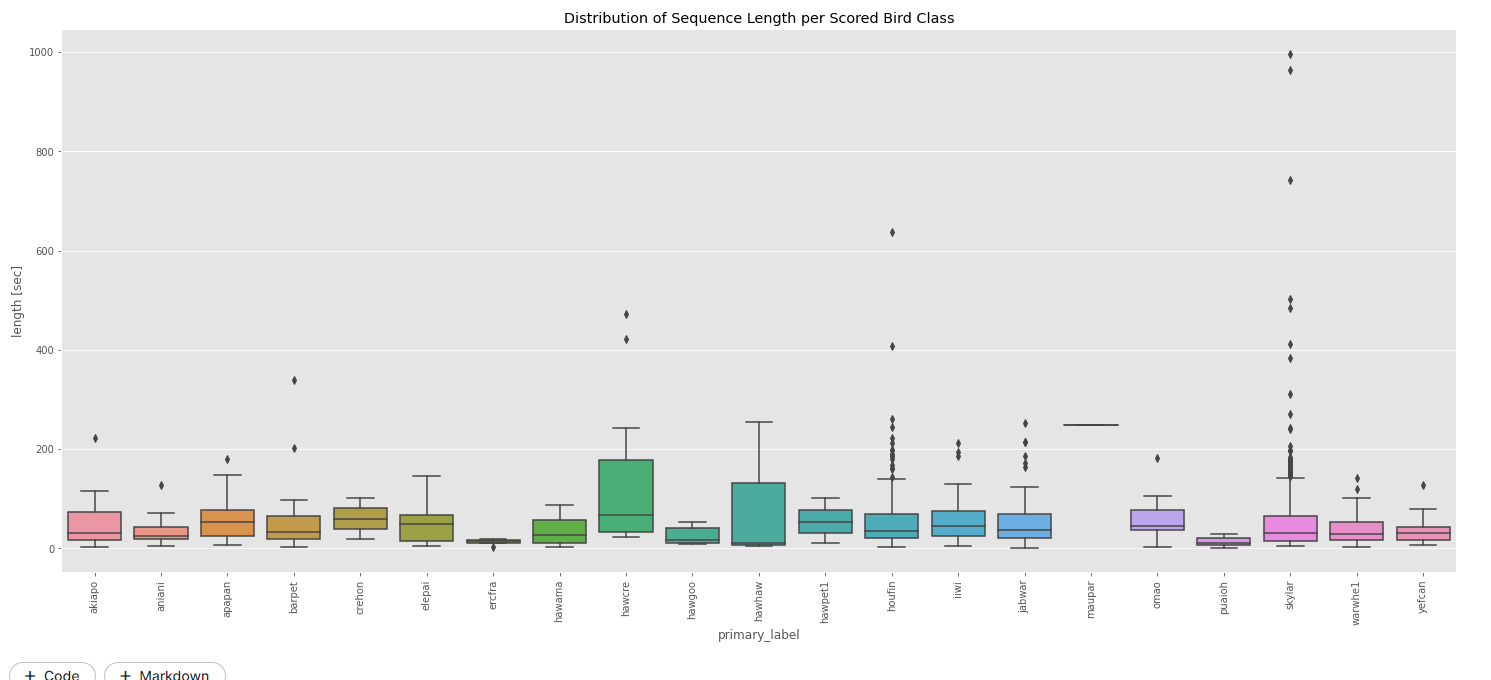 Distribution of Sequence Length per Scored Bird Class
1000
800
600
400
200
0
length [sec]
akiapo
aniani
apapan
barpet
crehon
elepai
ercfra
hawama
hawcre
hawgoo
hawhaw
hawpet1
houfin
iiwi
jabwar
maupar
omao
puaioh
skylar
warwhe1
yefcan
primary_label
+ Code
+ Markdown